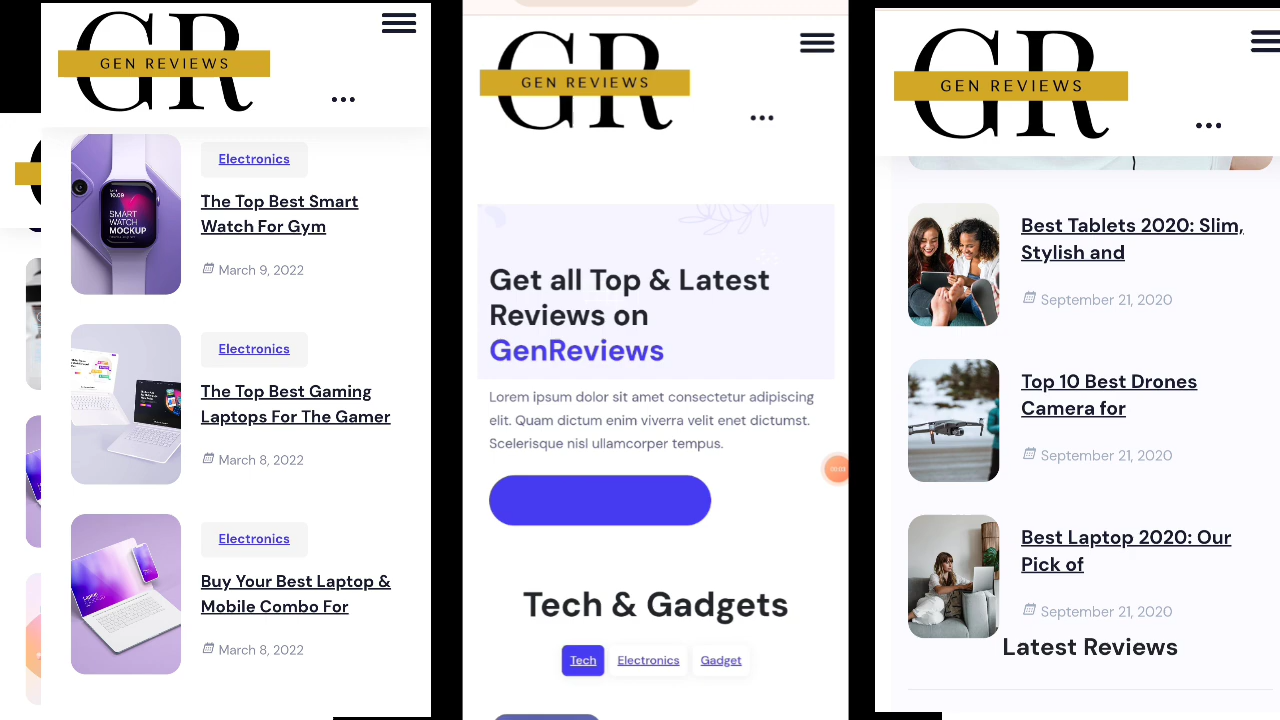 GR
GEN REVIEWS
Electronics
The Top Best Smart
Watch For Gym
March 9, 2022
10:09
SMART
WATCH
MOCKUP
Electronics
The Top Best Gaming
Laptops For The Gamer
March 8, 2022
Electronics
Buy Your Best Laptop &
Mobile Combo For
March 8, 2022
GR
GEN REVIEWS
Get all Top & Latest
Reviews on
GenReviews
Lorem ipsum dolor sit amet consectetur adipiscing
elit. Quam dictum enim viverra velit enet dictumst.
Scelerisque nisl ullamcorper tempus.
Tech & Gadgets
Tech
Electronics
Gadget
GR
GEN REVIEWS
Best Tablets 2020: Slim,
Stylish and
September 21, 2020
Top 10 Best Drones
Camera for
September 21, 2020
Best Laptop 2020: Our
Pick of
September 21, 2020
Latest Reviews